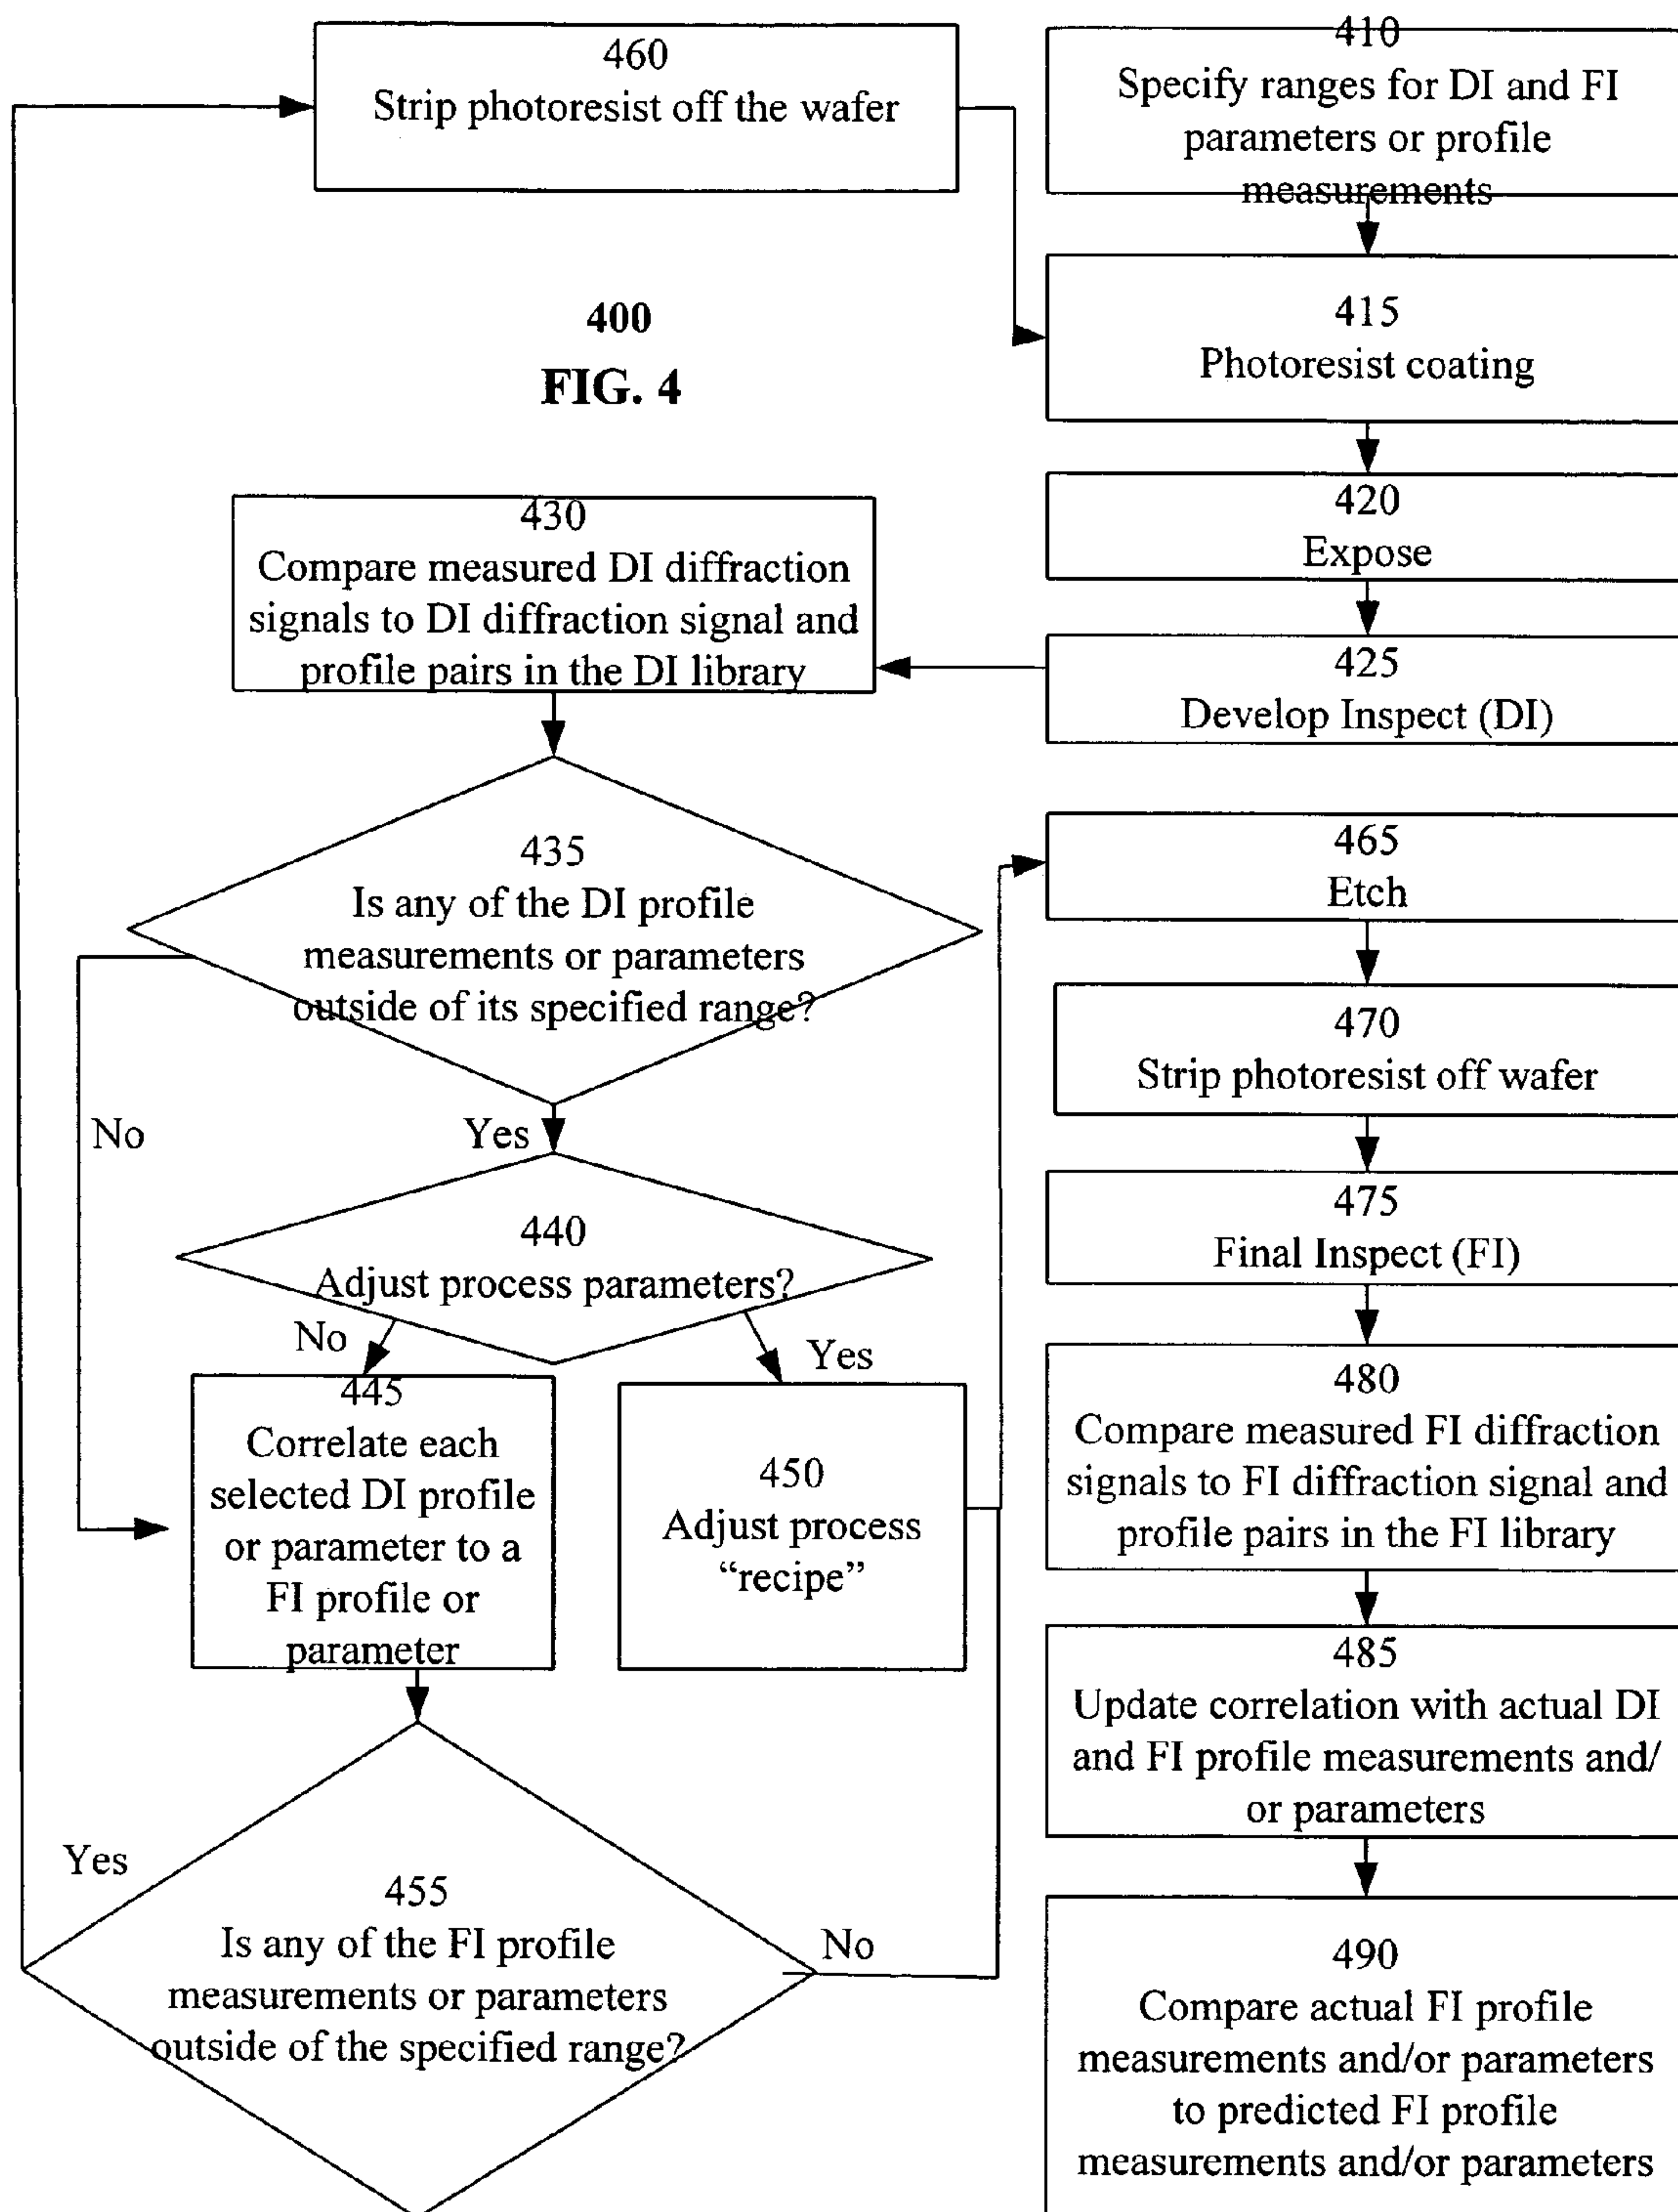 460
Strip photoresist off the wafer
410
Specify ranges for DI and FI
parameters or profile
measurements
400
FIG. 4
415
Photoresist coating
420
Expose
430
Compare measured DI diffraction
signals to DI diffraction signal and
profile pairs in the DI library
425
Develop Inspect (DI)
435
Is any of the DI profile
measurements or parameters
outside of its specified range?
No
Yes
440
Adjust process parameters?
No
Yes
445
Correlate each
selected DI profile
or parameter to a
FI profile or
parameter
450
Adjust process
“recipe”
455
Is any of the FI profile
measurements or parameters
outside of the specified range?
Yes
No
465
Etch
470
Strip photoresist off wafer
475
Final Inspect (FI)
480
Compare measured FI diffraction
signals to FI diffraction signal and
profile pairs in the FI library
485
Update correlation with actual DI
and FI profile measurements and/
or parameters
490
Compare actual FI profile
measurements and/or parameters
to predicted FI profile
measurements and/or parameters